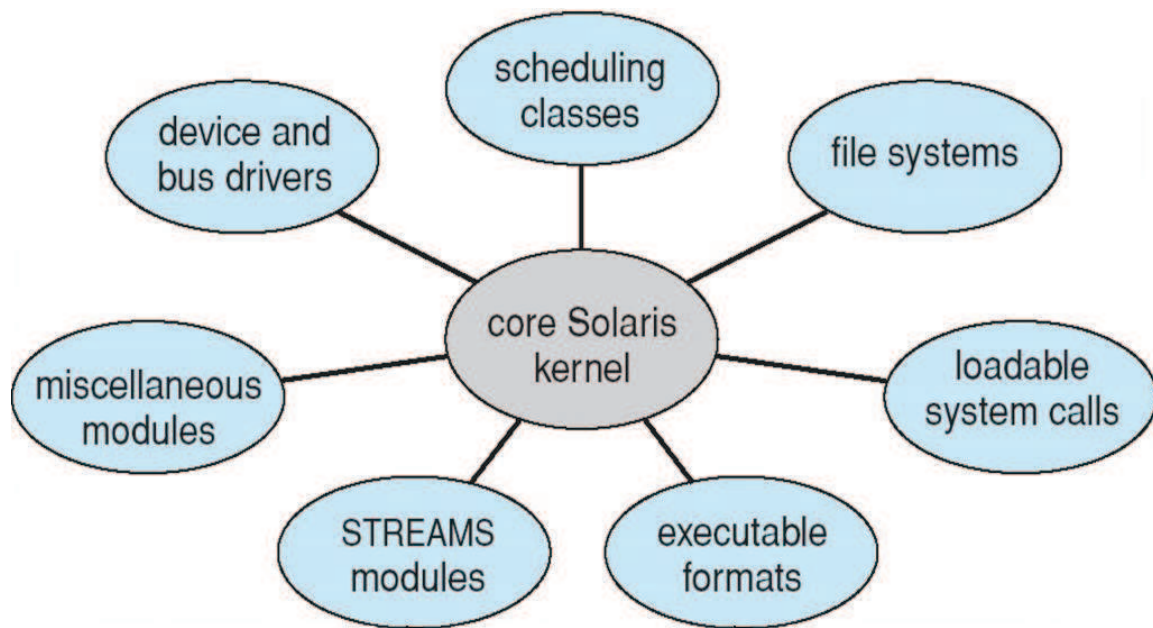 scheduling
classes
device and
bus drivers
file systems
core Solaris
kernel
miscellaneous
modules
loadable
system calls
STREAMS
modules
executable
formats